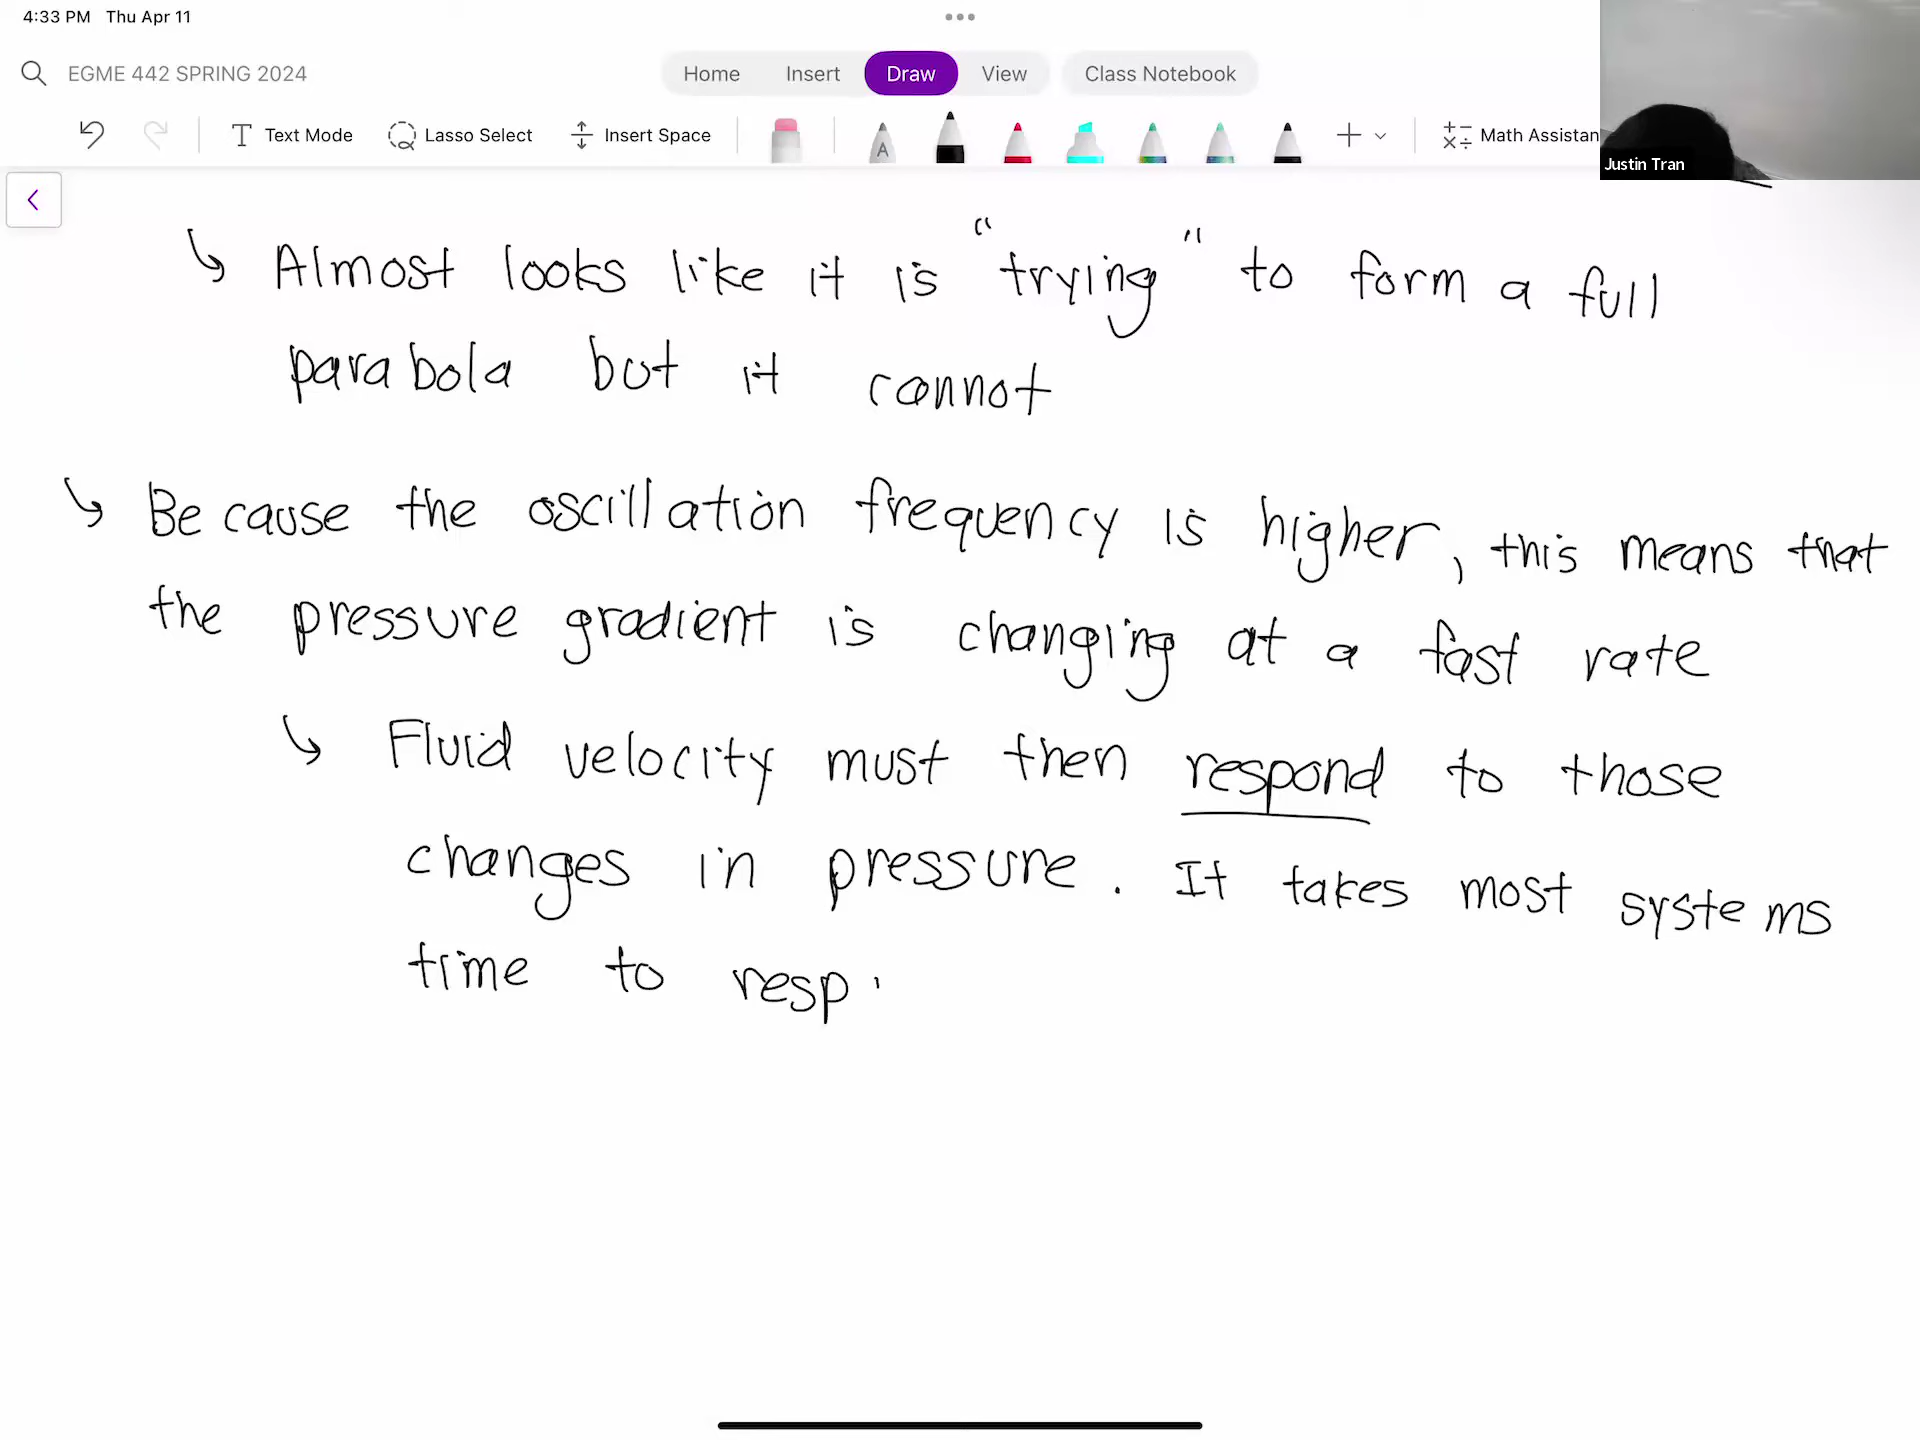 4:33 PM Thu Apr 11
EGME 442 SPRING 2024
Home Insert Draw View Class Notebook
Text Mode Lasso Select Insert Space A Math Assistan
Justin Tran
↳ Almost looks like it is "trying" to form a full
parabola but it cannot
↳ Because the oscillation frequency is higher, this means that
the pressure gradient is changing at a fast rate
↳ Fluid velocity must then respond to those
changes in pressure. It takes most systems
time to resp